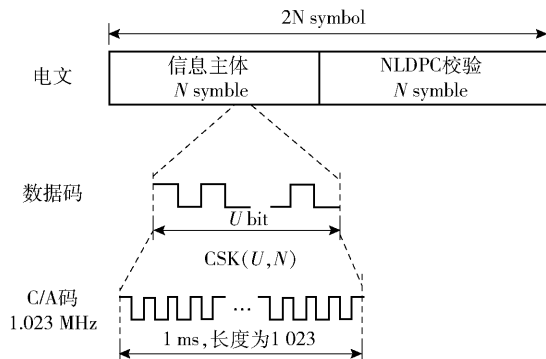 2N symbol
电文
信息主体
N symble
NLDPC校验
N symble
数据码
U bit
CSK(U,N)
C/A码
1.023 MHz
...
1 ms,长度为1 023